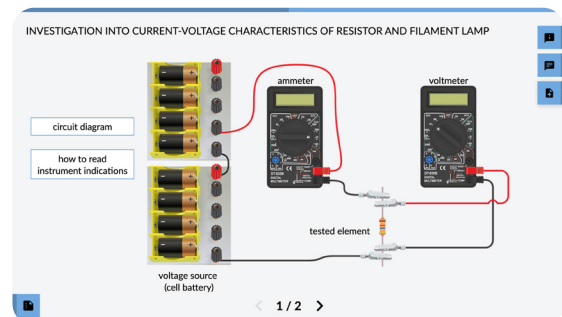 INVESTIGATION INTO CURRENT-VOLTAGE CHARACTERISTICS OF RESISTOR AND FILAMENT LAMP
ammeter
voltmeter
circuit diagram
how to read
instrument indications
tested element
voltage source
(cell battery)
1 / 2